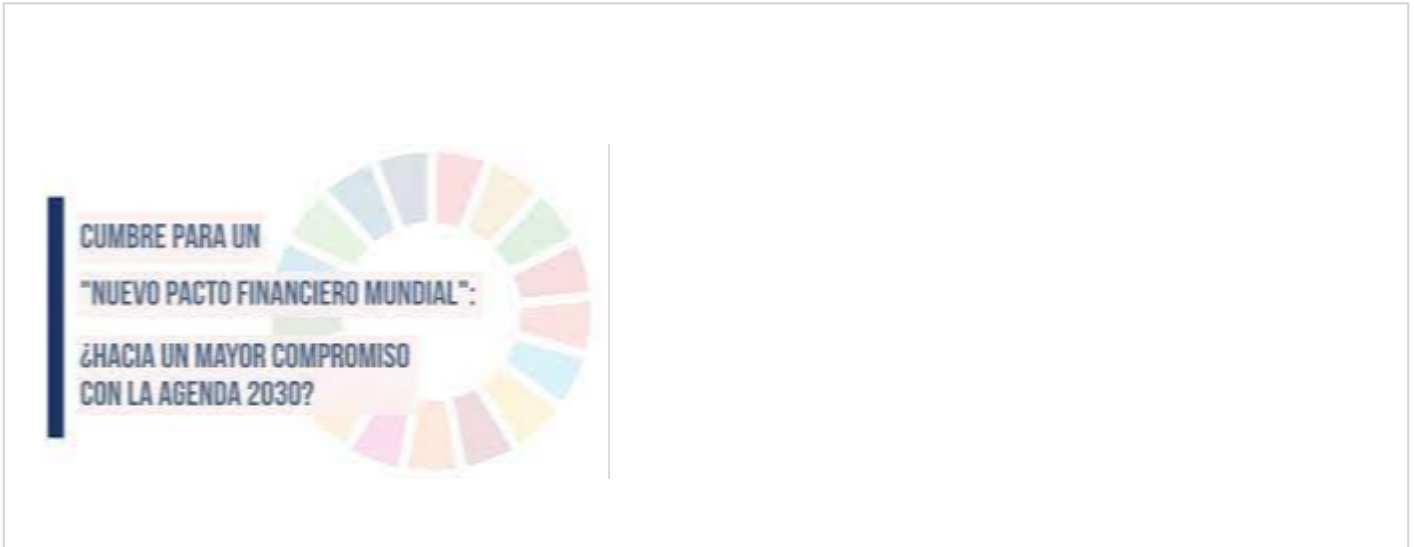 CUMBRE PARA UN
"NUEVO PACTO FINANCIERO MUNDIAL":
¿HACIA UN MAYOR COMPROMISO
CON LA AGENDA 2030?